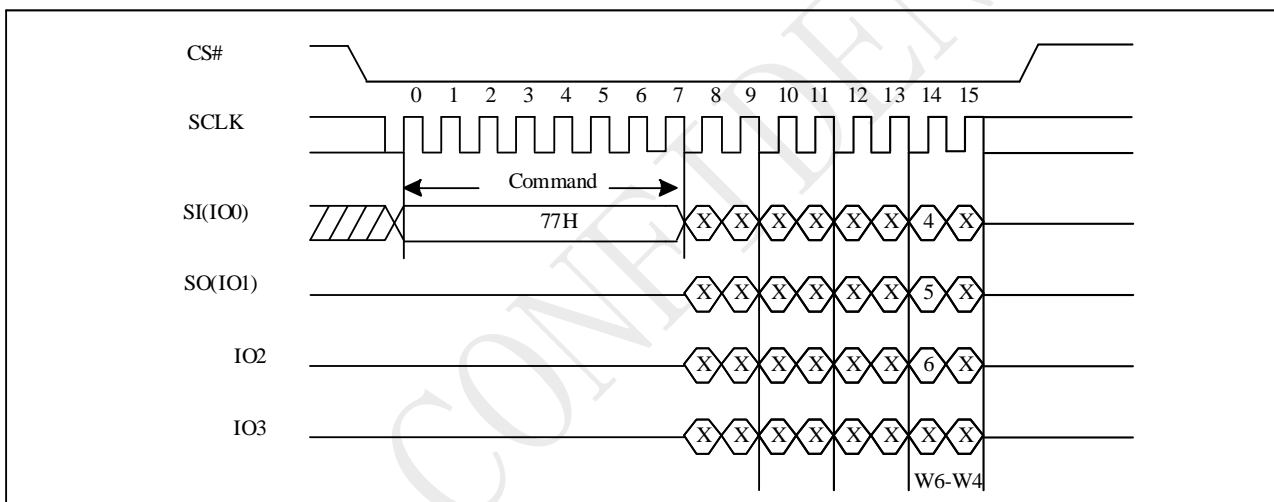 CS#
0 1 2 3 4 5 6 7 8 9 10 11 12 13 14 15
SCLK
Command
SI(IO0) 77H X X X X X X 4 X
SO(IO1) X X X X X X 5 X
IO2 X X X X X X 6 X
IO3 X X X X X X X X
W6-W4
CONFIDEN